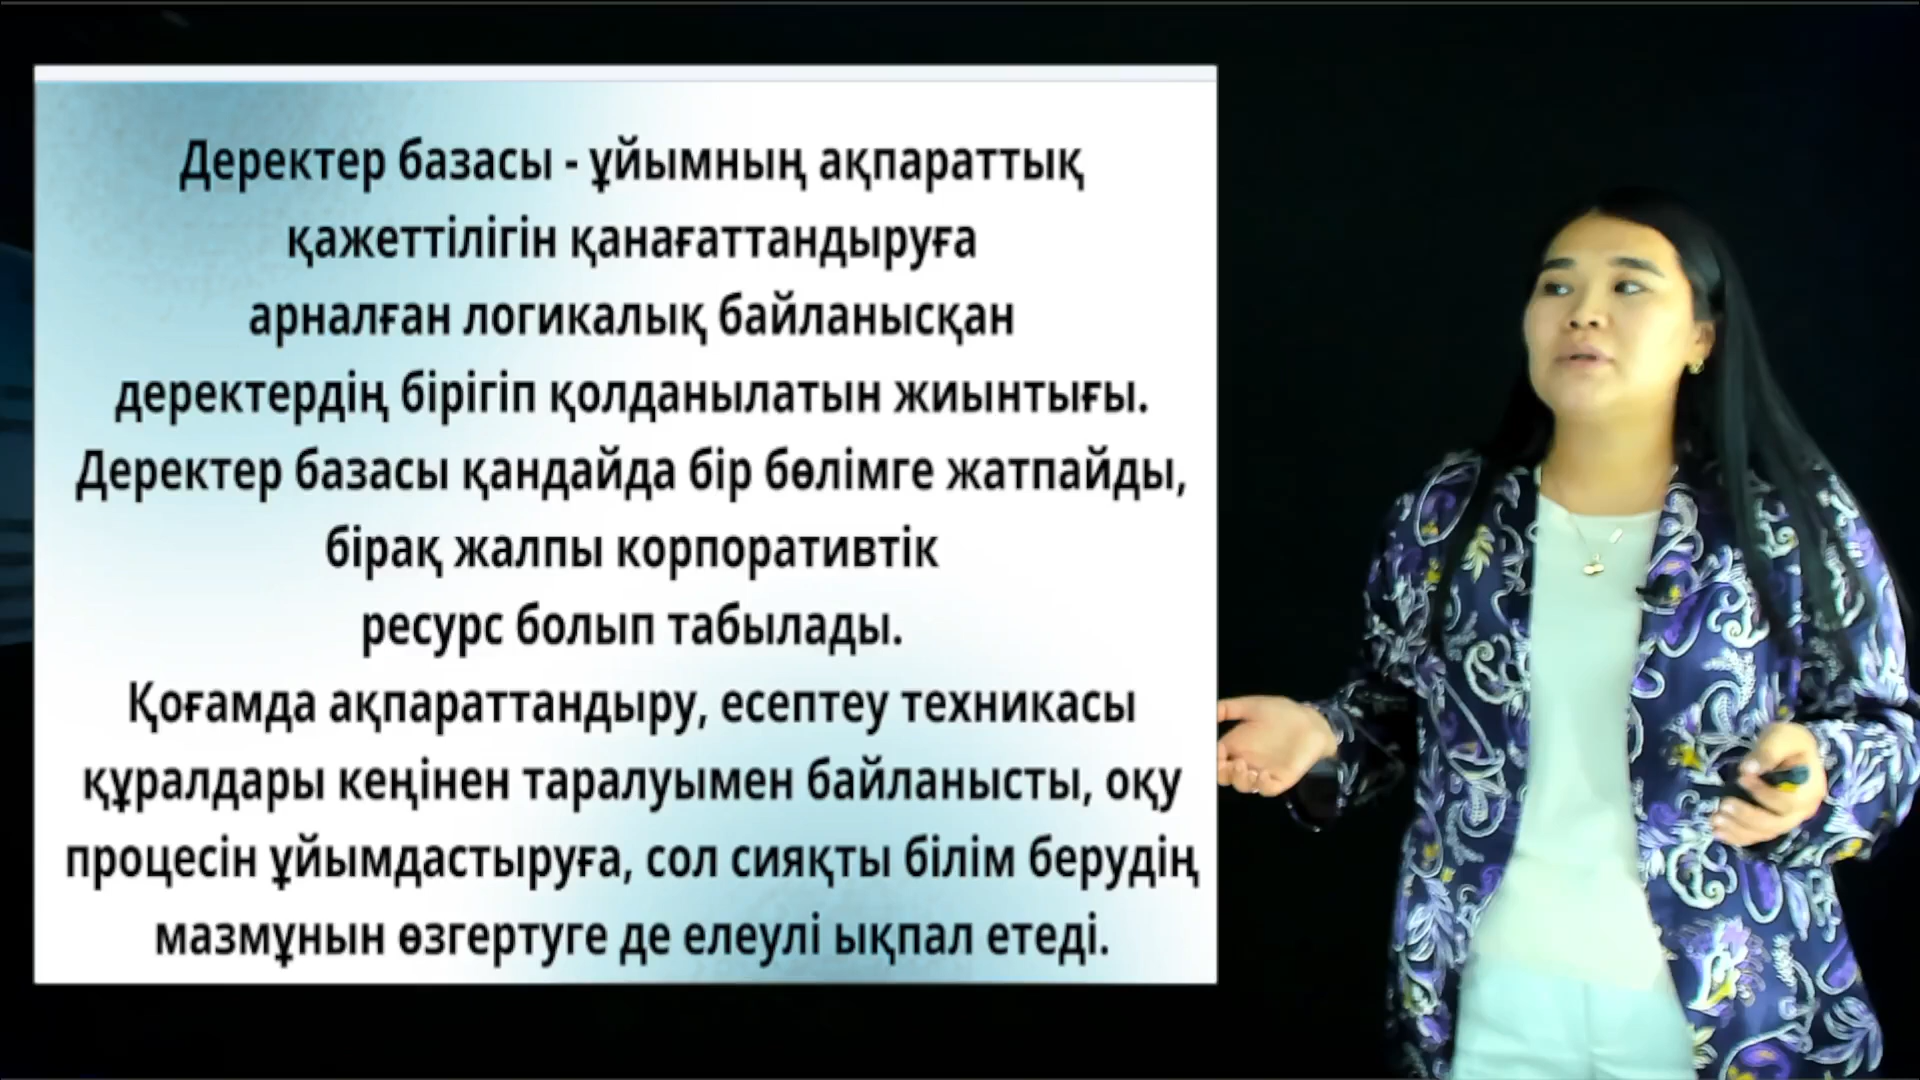 Деректер базасы - ұйымның ақпараттық
қажеттілігін қанағаттандыруға
арналған логикалық байланысқан
деректердің бірігіп қолданылатын жиынтығы.
Деректер базасы қандайда бір бөлімге жатпайды,
бірақ жалпы корпоративтік
ресурс болып табылады.
Қоғамда ақпараттандыру, есептеу техникасы
құралдары кеңінен таралуымен байланысты, оқу
процесін ұйымдастыруға, сол сияқты білім берудің
мазмұнын өзгертуге де елеулі ықпал етеді.